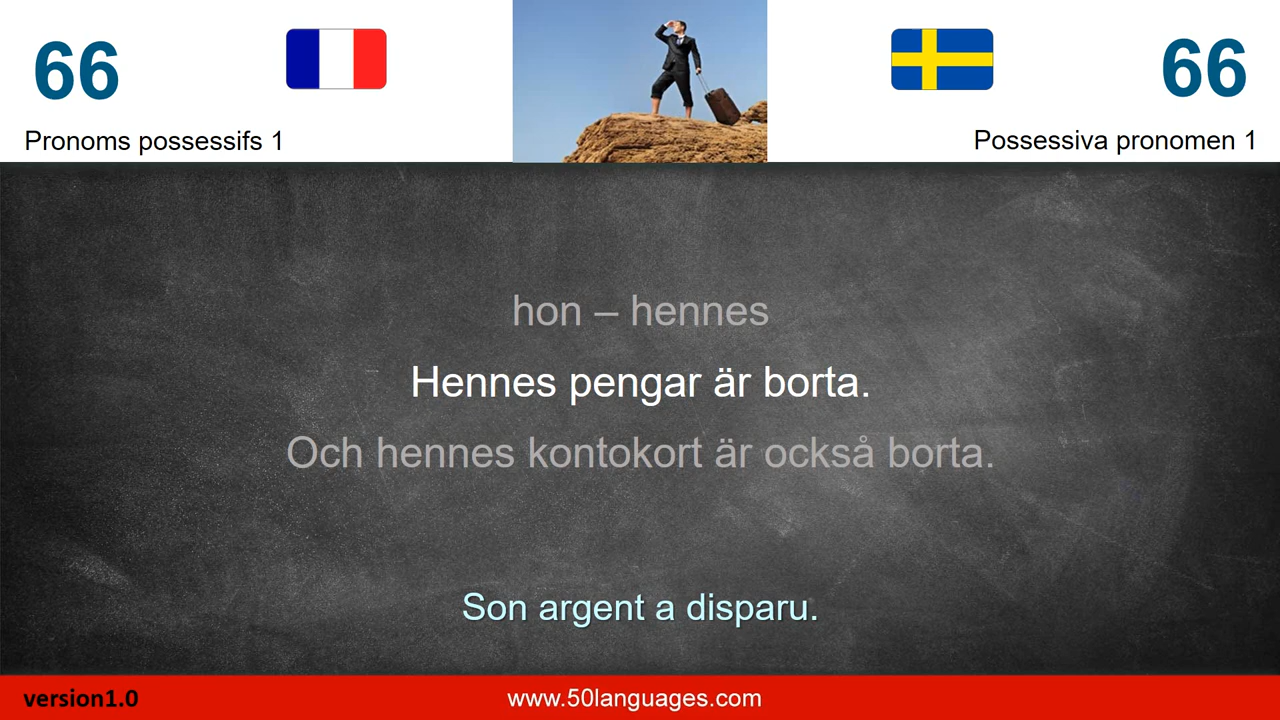 66
66
Pronoms possessifs 1
Possessiva pronomen 1
hon – hennes
Hennes pengar är borta.
Och hennes kontokort är också borta.
Son argent a disparu.
version1.0
www.50languages.com